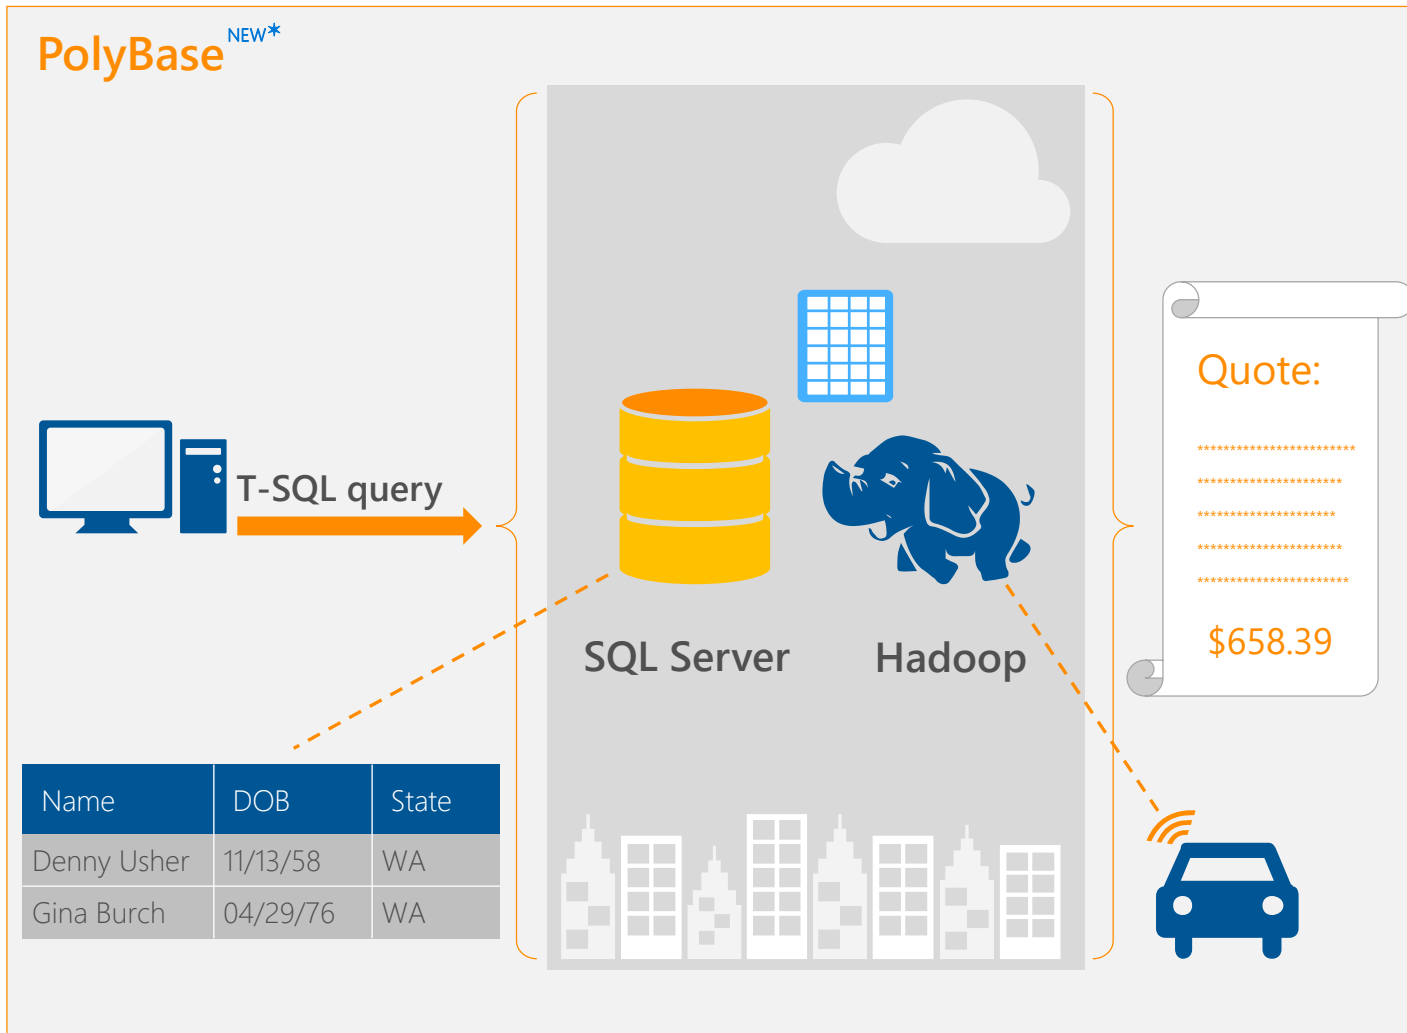 PolyBase NEW*
T-SQL query
SQL Server
Hadoop
Quote:
************************
**********************
*********************
**********************
***********************
$658.39
Name DOB State
Denny Usher 11/13/58 WA
Gina Burch 04/29/76 WA